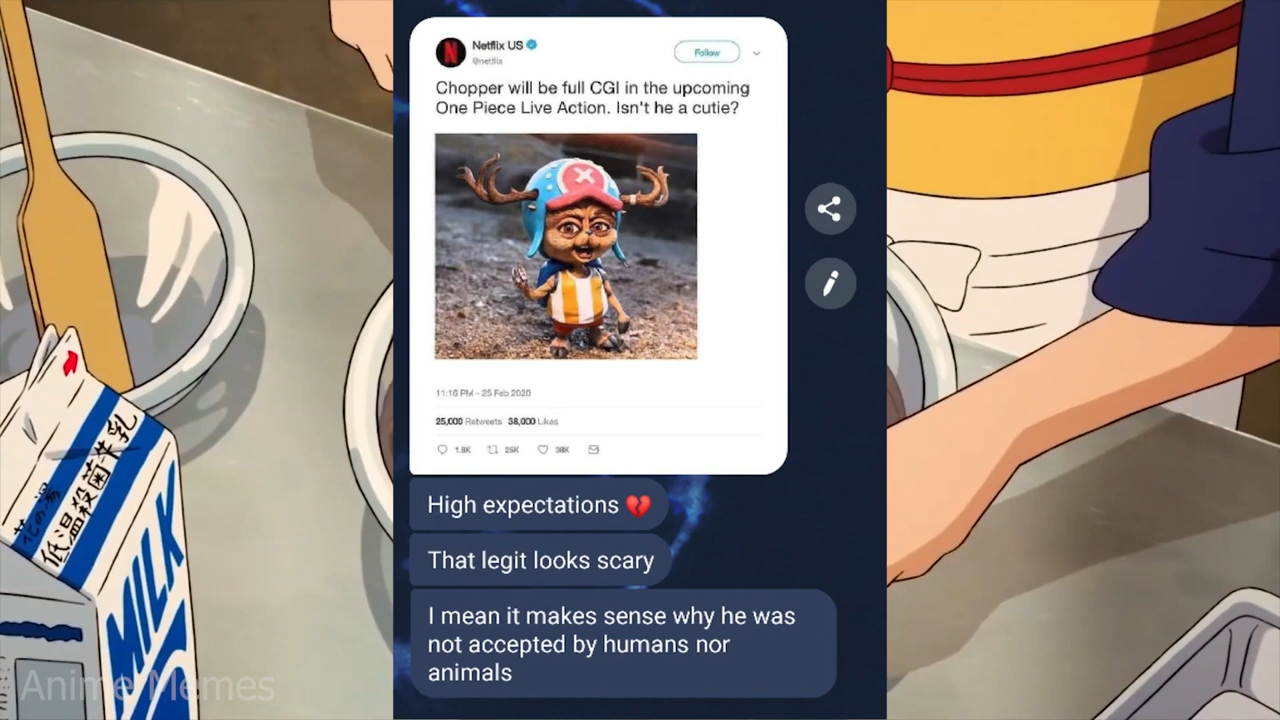 Netflix US
@netflix
Follow
Chopper will be full CGI in the upcoming
One Piece Live Action. Isn't he a cutie?
11:16 PM - 25 Feb 2020
25,000 Retweets 38,000 Likes
1.8K 25K 38K
High expectations 💔
That legit looks scary
I mean it makes sense why he was
not accepted by humans nor
animals
低温殺菌牛乳
MILK
Anime Memes